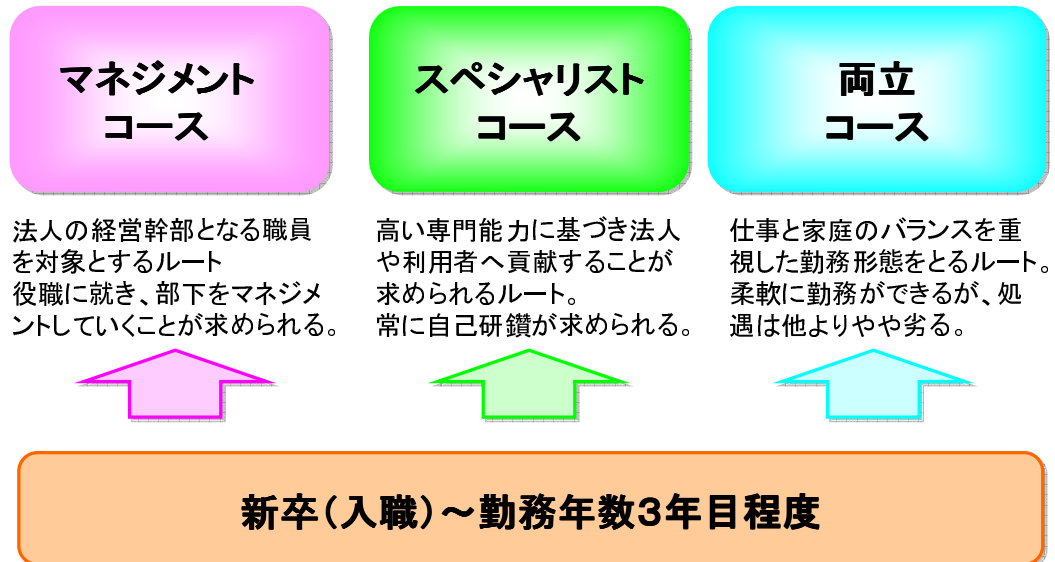 マネジメント
コース
スペシャリスト
コース
両立
コース
法人の経営幹部となる職員
を対象とするルート
役職に就き、部下をマネジメ
ントしていくことが求められる。
高い専門能力に基づき法人
や利用者へ貢献することが
求められるルート。
常に自己研鑽が求められる。
仕事と家庭のバランスを重
視した勤務形態をとるルート。
柔軟に勤務ができるが、処
遇は他よりやや劣る。
新卒(入職)~勤務年数3年目程度